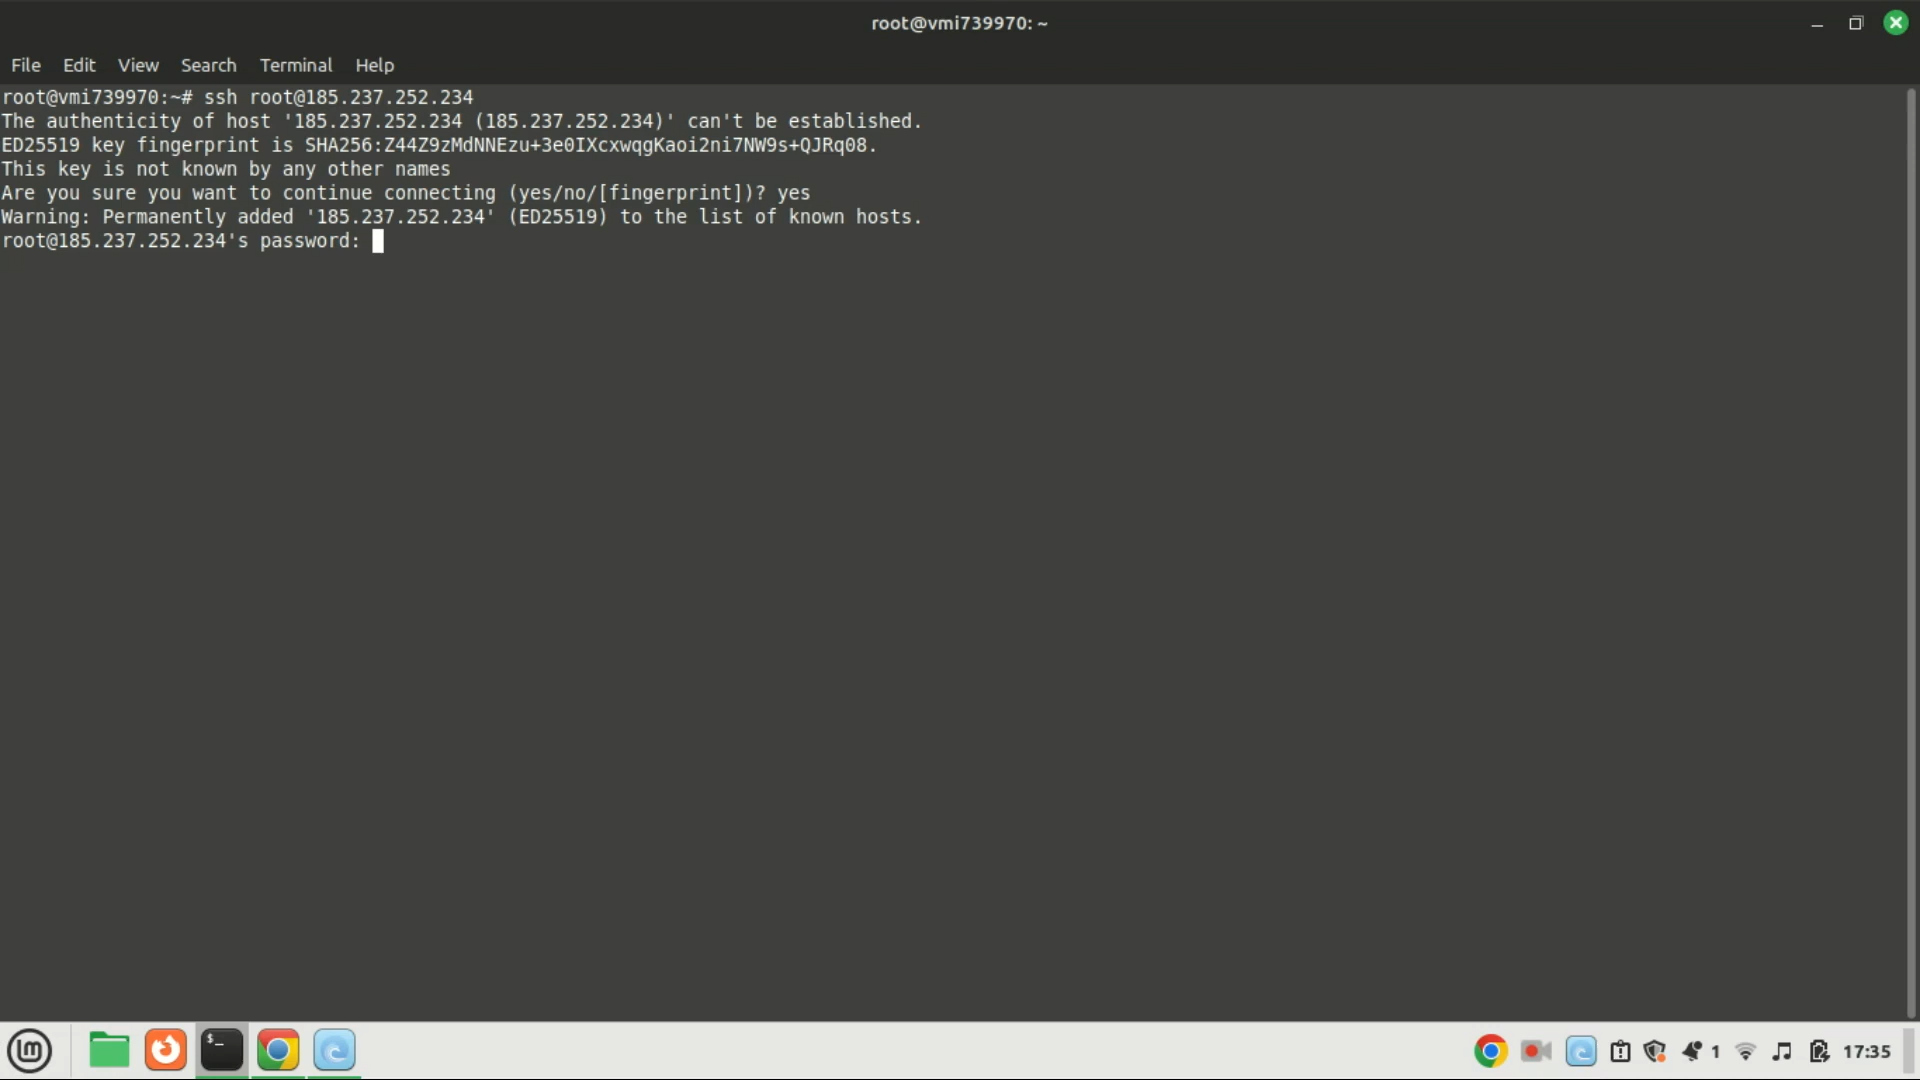 root@vmi739970: ~
File Edit View Search Terminal Help
root@vmi739970:~# ssh root@185.237.252.234
The authenticity of host '185.237.252.234 (185.237.252.234)' can't be established.
ED25519 key fingerprint is SHA256:Z44Z9zMdNNEzu+3e0IXcxwqgKaoi2ni7NW9s+QJRq08.
This key is not known by any other names
Are you sure you want to continue connecting (yes/no/[fingerprint])? yes
Warning: Permanently added '185.237.252.234' (ED25519) to the list of known hosts.
root@185.237.252.234's password:
$_
1
17:35